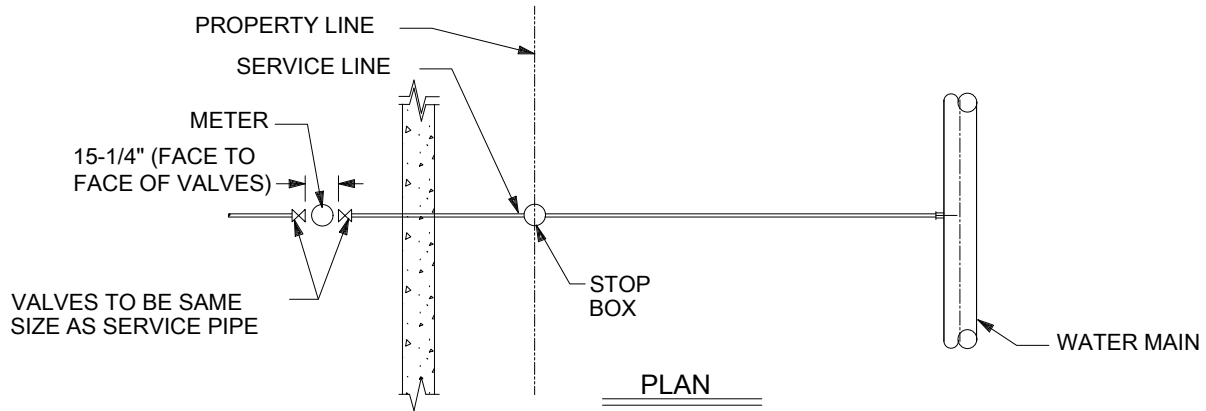 PROPERTY LINE
SERVICE LINE
METER
15-1/4" (FACE TO
FACE OF VALVES)
VALVES TO BE SAME
SIZE AS SERVICE PIPE
STOP
BOX
WATER MAIN
PLAN